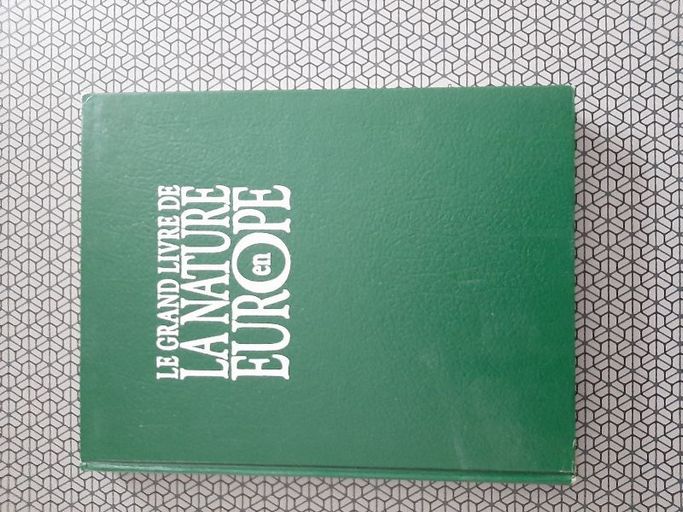 LE GRAND LIVRE DE
LA NATURE
en
EUROPE